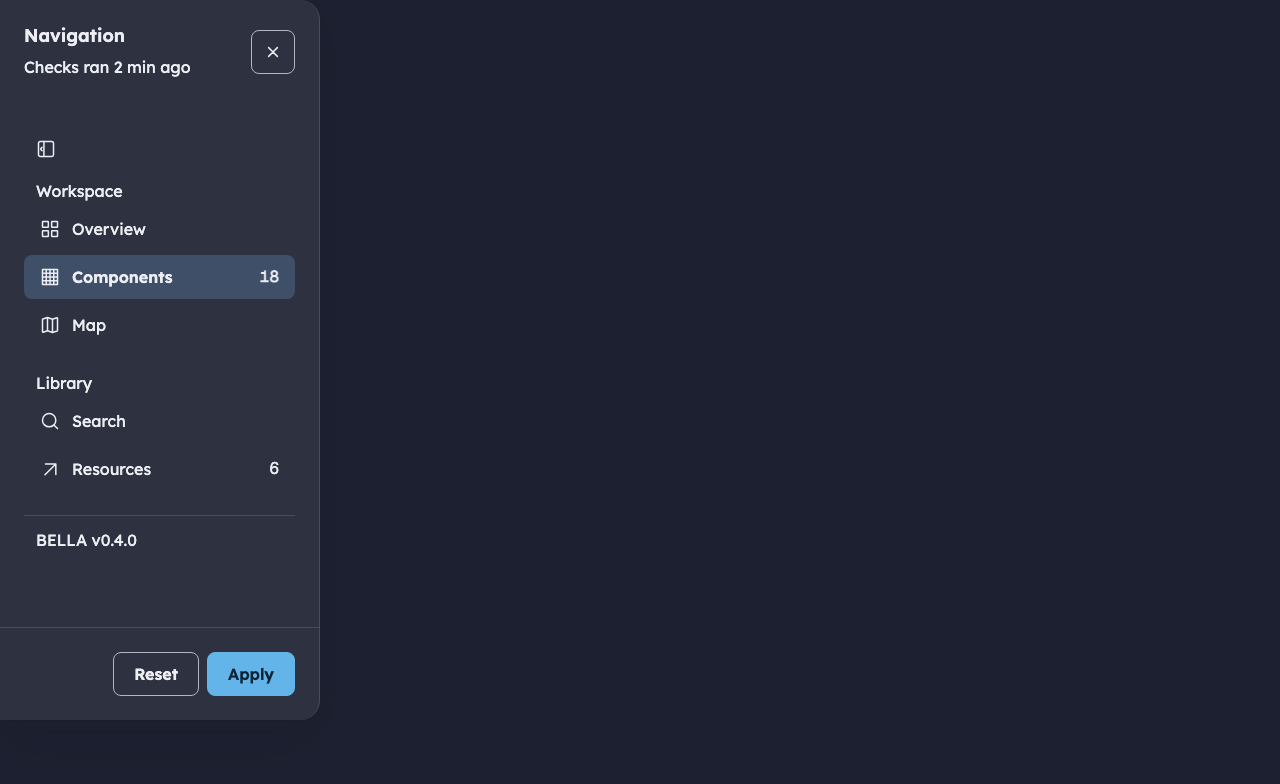 Navigation
Checks ran 2 min ago
Workspace
Overview
Components 18
Map
Library
Search
Resources 6
BELLA v0.4.0
Reset Apply